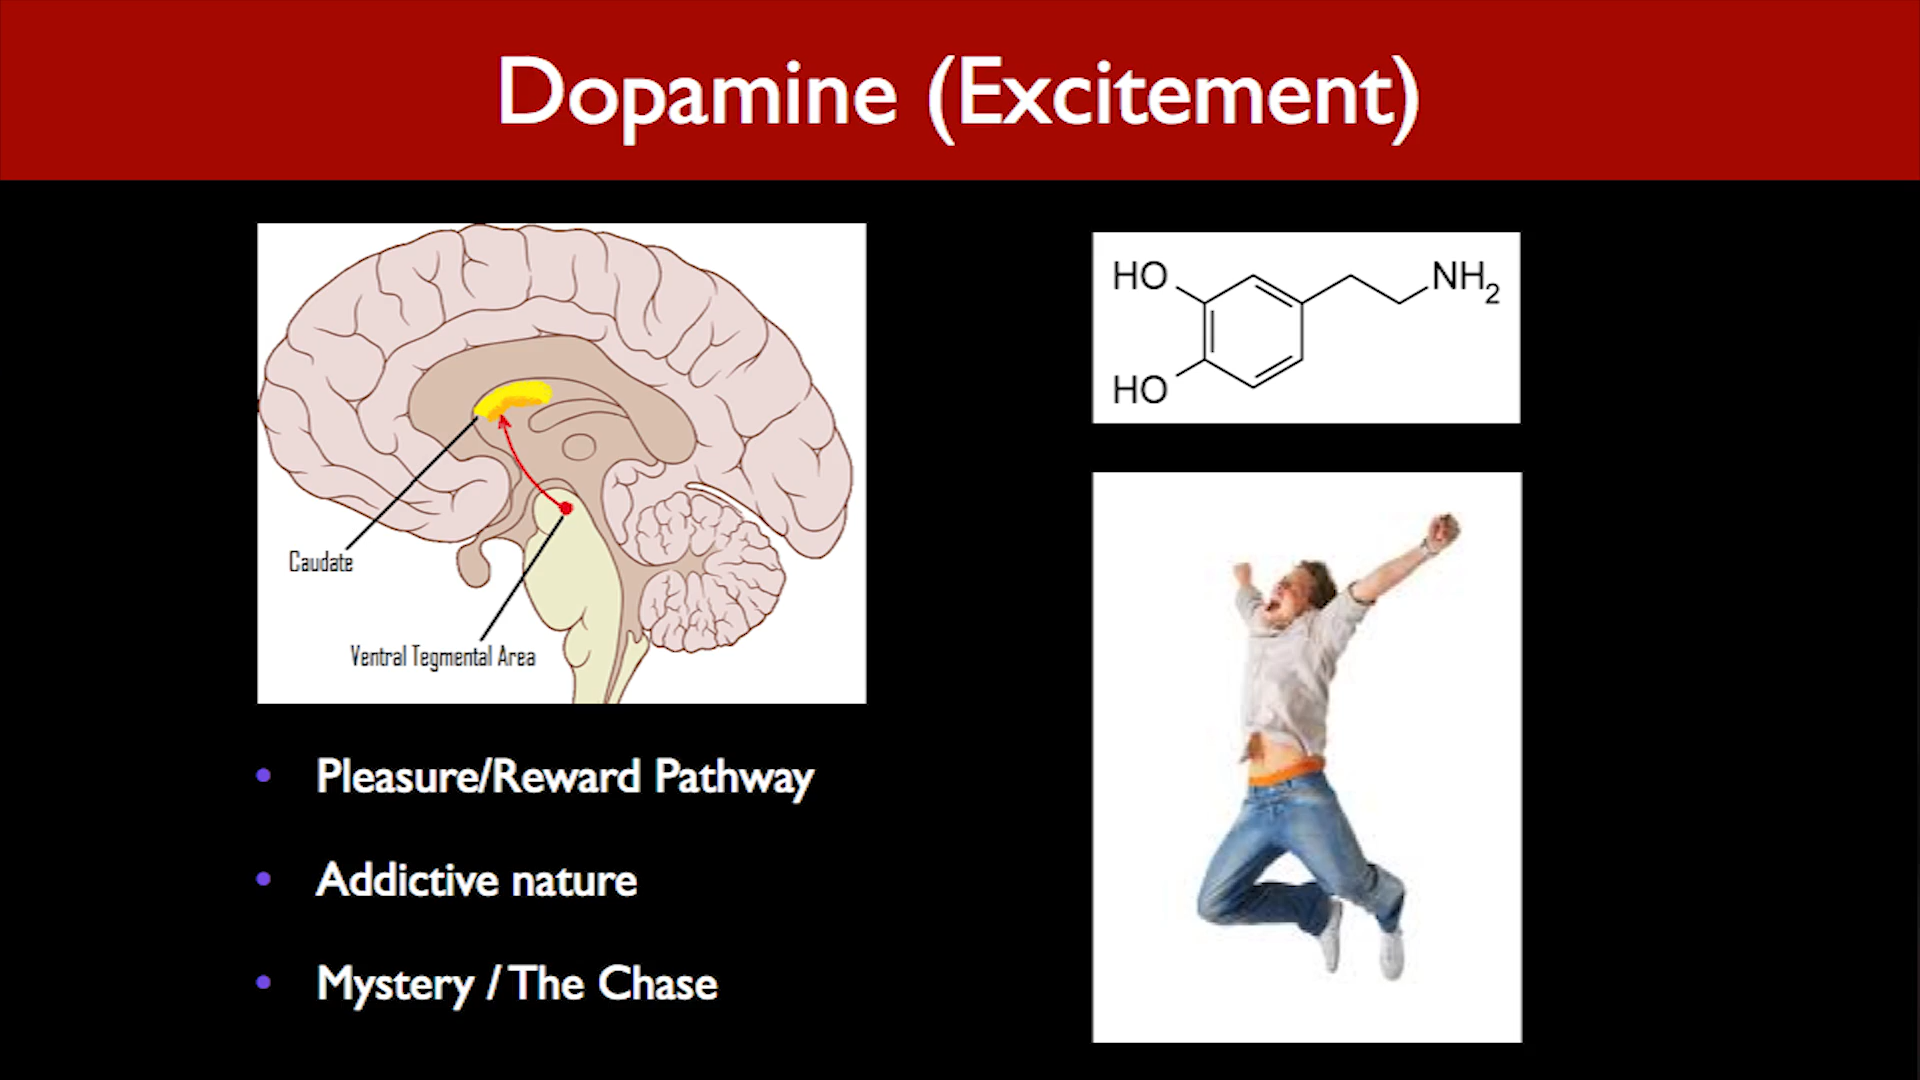 Dopamine (Excitement)
Caudate
Ventral Tegmental Area
HO
NH2
HO
• Pleasure/Reward Pathway
• Addictive nature
• Mystery / The Chase